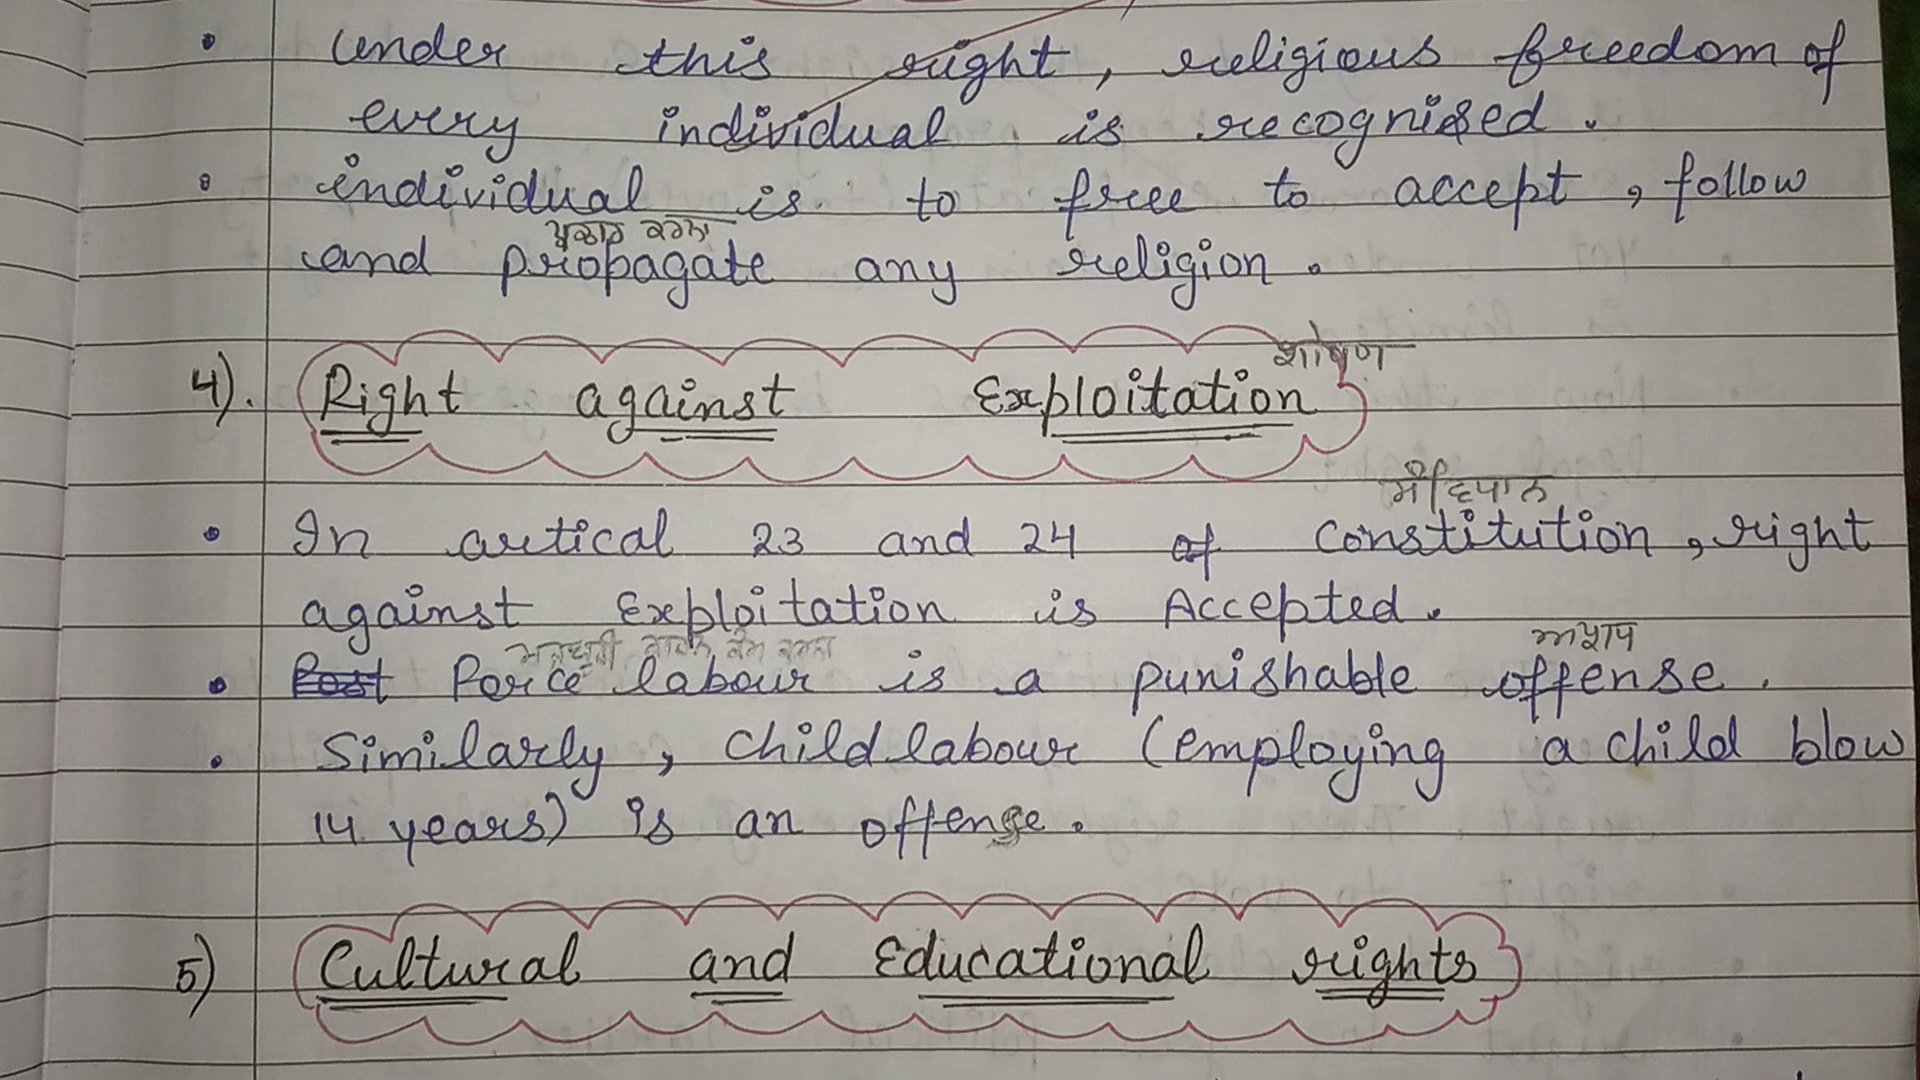 • under this right, religious freedom of
every individual is recognised.
• individual is to free to accept, follow
ਕਰਨਾ
and propagate any religion.
शोषण
4). Right against Exploitation
ਸੰਵਿਧਾਨ
• In artical 23 and 24 of Constitution, right
against Exploitation is Accepted.
ਅਪਰਾਧ
• Force labour is a punishable offense.
• Similarly, child labour (employing a child blow
14 years) is an offense.
5) Cultural and Educational rights